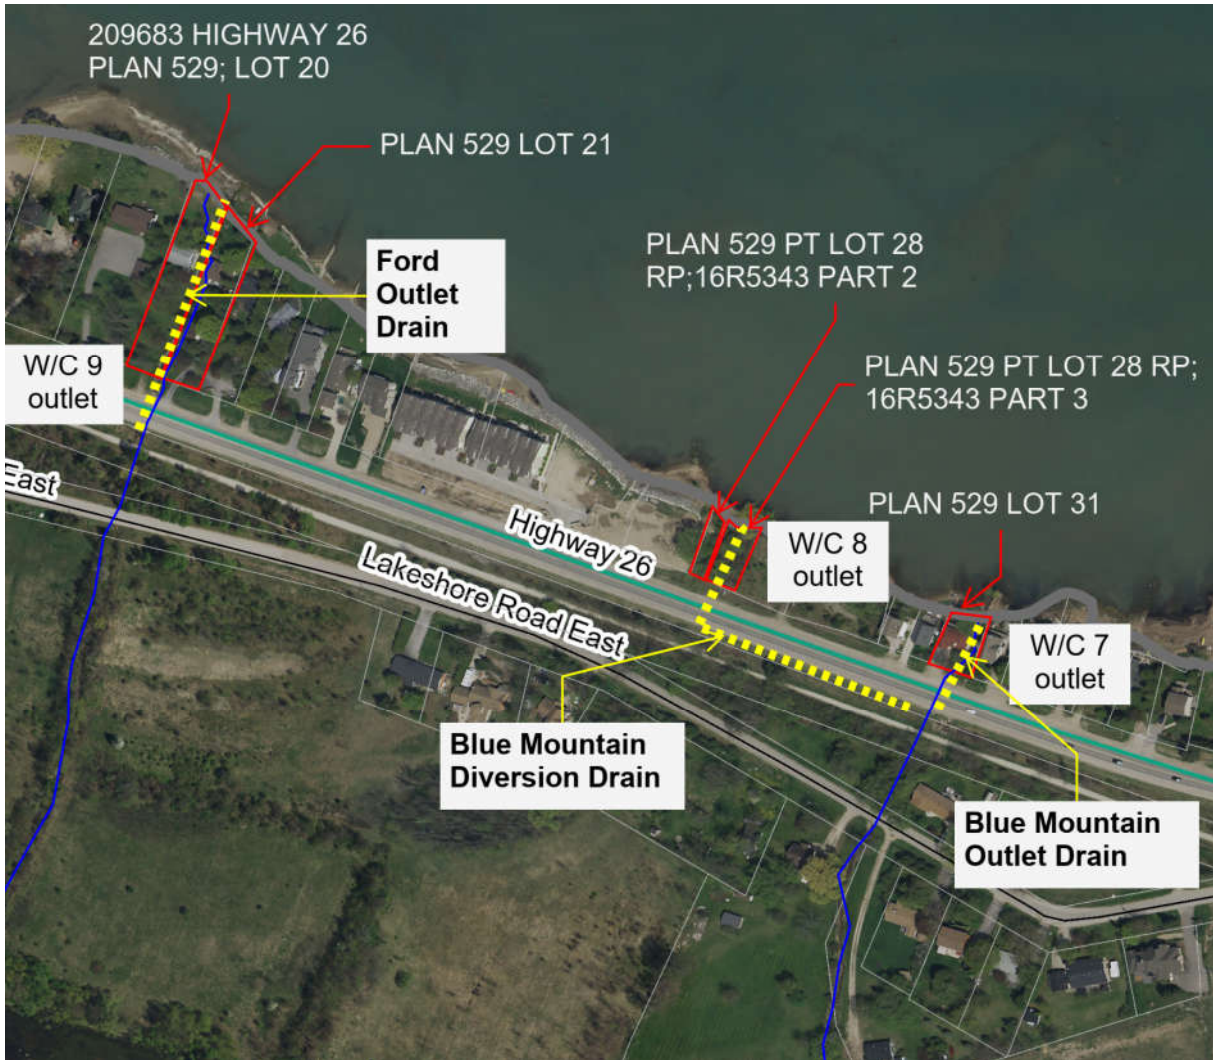 209683 HIGHWAY 26
PLAN 529; LOT 20
PLAN 529 LOT 21
PLAN 529 PT LOT 28
RP;16R5343 PART 2
Ford
Outlet
Drain
W/C 9
outlet
PLAN 529 PT LOT 28 RP;
16R5343 PART 3
East
PLAN 529 LOT 31
Highway 26
W/C 8
outlet
Lakeshore Road East
W/C 7
outlet
Blue Mountain
Diversion Drain
Blue Mountain
Outlet Drain